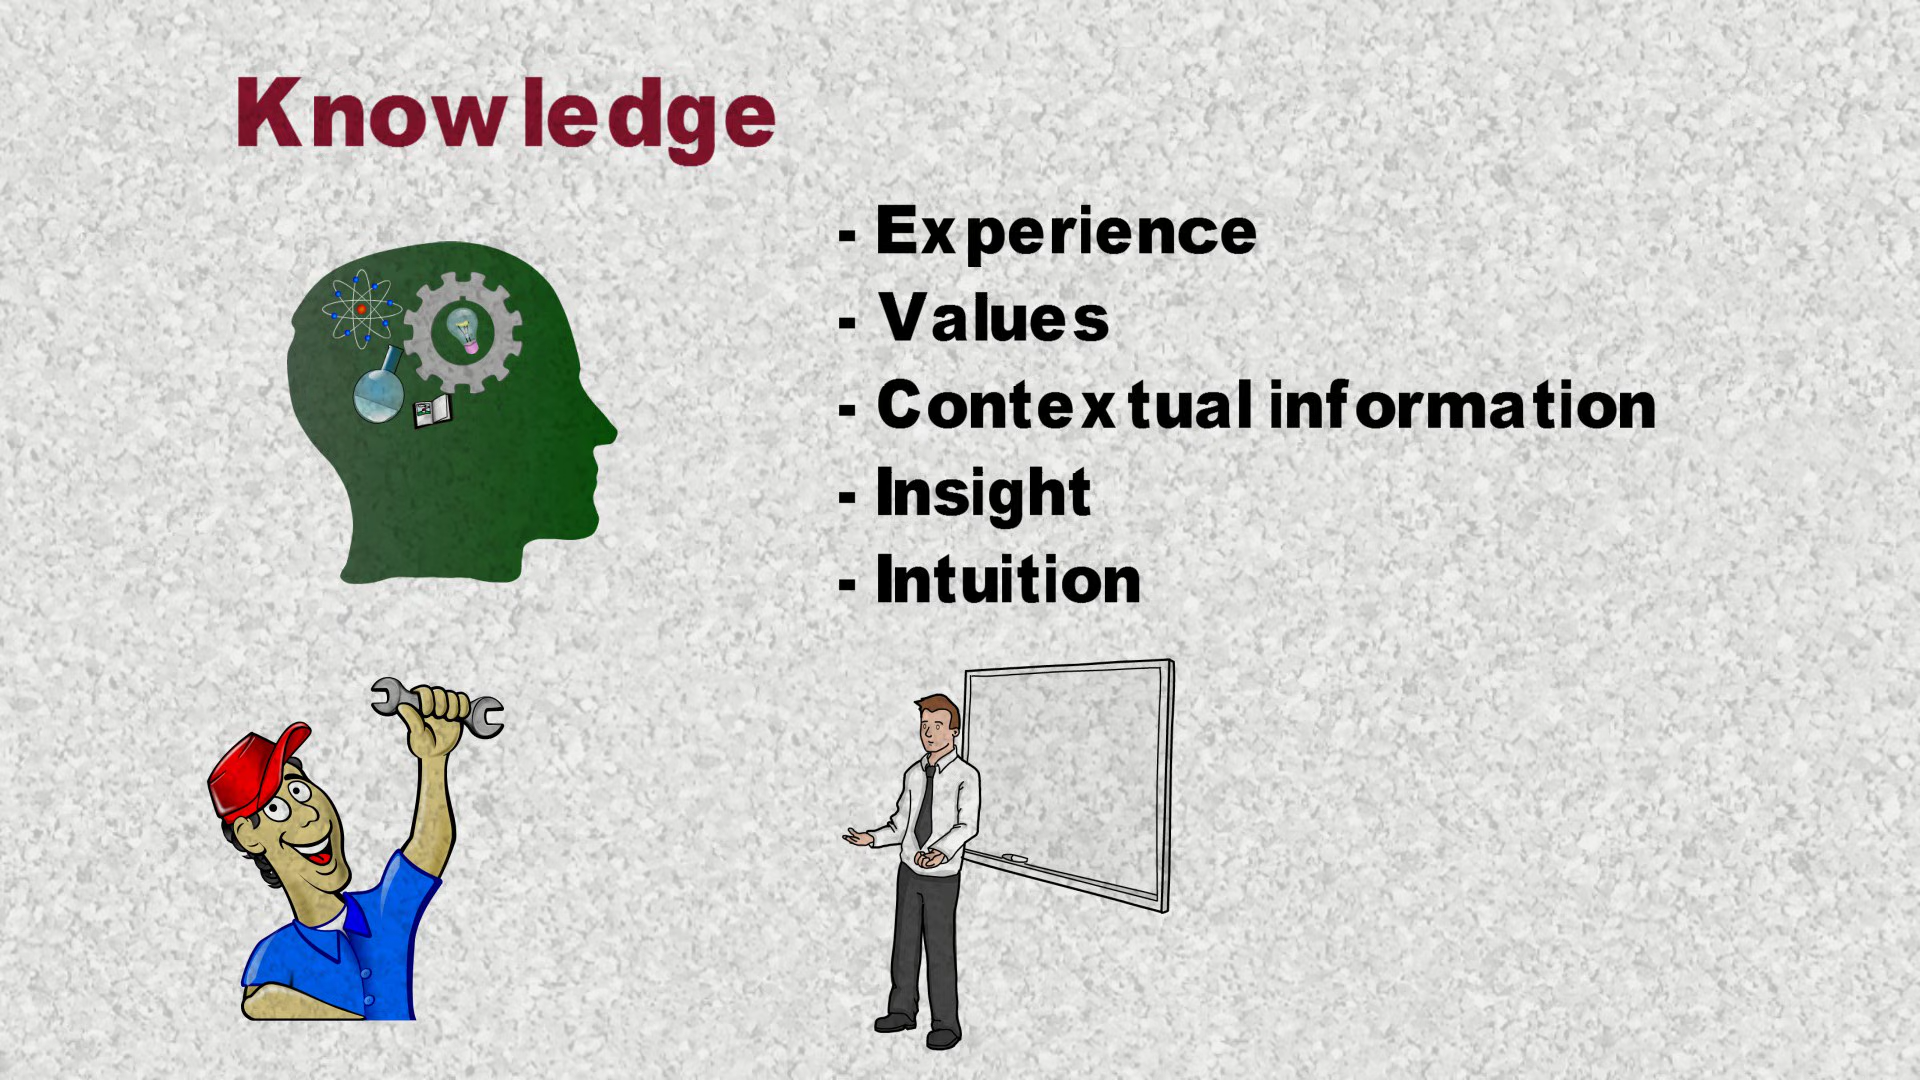 Knowledge
- Experience
- Values
- Contextual information
- Insight
- Intuition